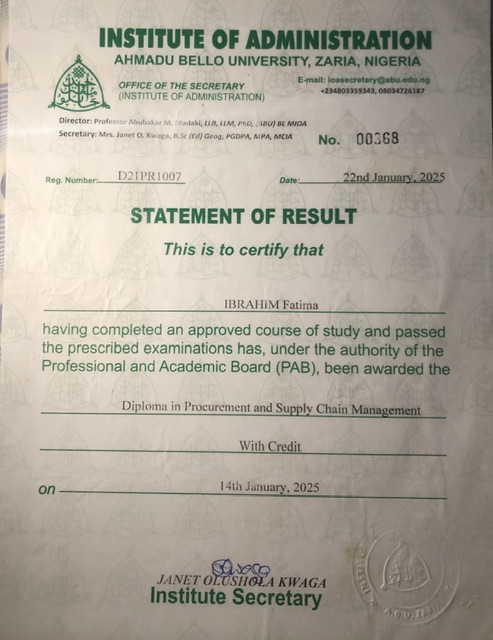 INSTITUTE OF ADMINISTRATION
AHMADU BELLO UNIVERSITY, ZARIA, NIGERIA
OFFICE OF THE SECRETARY
(INSTITUTE OF ADMINISTRATION)
E-mail: ioasecretary@abu.edu.ng
+234803359343, 08034726187
Director: Professor Abubakar M. Madaki, LLB, LLM, PhD, (ABU) BL MIOA
Secretary: Mrs. Janet O. Kwaga, B.Sc (Ed) Geog, PGDPA, MPA, MCIA
No. 00368
Reg. Number: D21PR1007
Date: 22nd January, 2025
STATEMENT OF RESULT
This is to certify that
IBRAHiM Fatima
having completed an approved course of study and passed
the prescribed examinations has, under the authority of the
Professional and Academic Board (PAB), been awarded the
Diploma in Procurement and Supply Chain Management
With Credit
on 14th January, 2025
JANET OLUSHOLA KWAGA
Institute Secretary